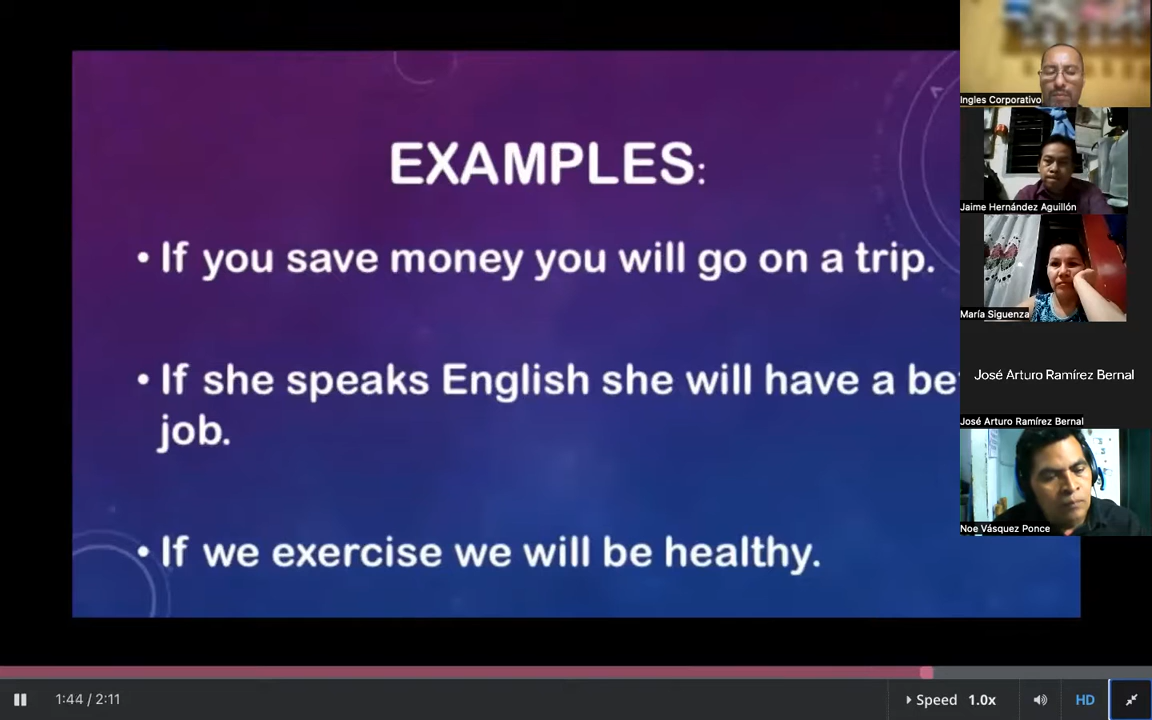 EXAMPLES:
• If you save money you will go on a trip.
• If she speaks English she will have a be
job.
• If we exercise we will be healthy.
Ingles Corporativo
Jaime Hernández Aguillón
María Siguenza
José Arturo Ramírez Bernal
José Arturo Ramírez Bernal
Noe Vásquez Ponce
1:44 / 2:11
Speed 1.0x
HD